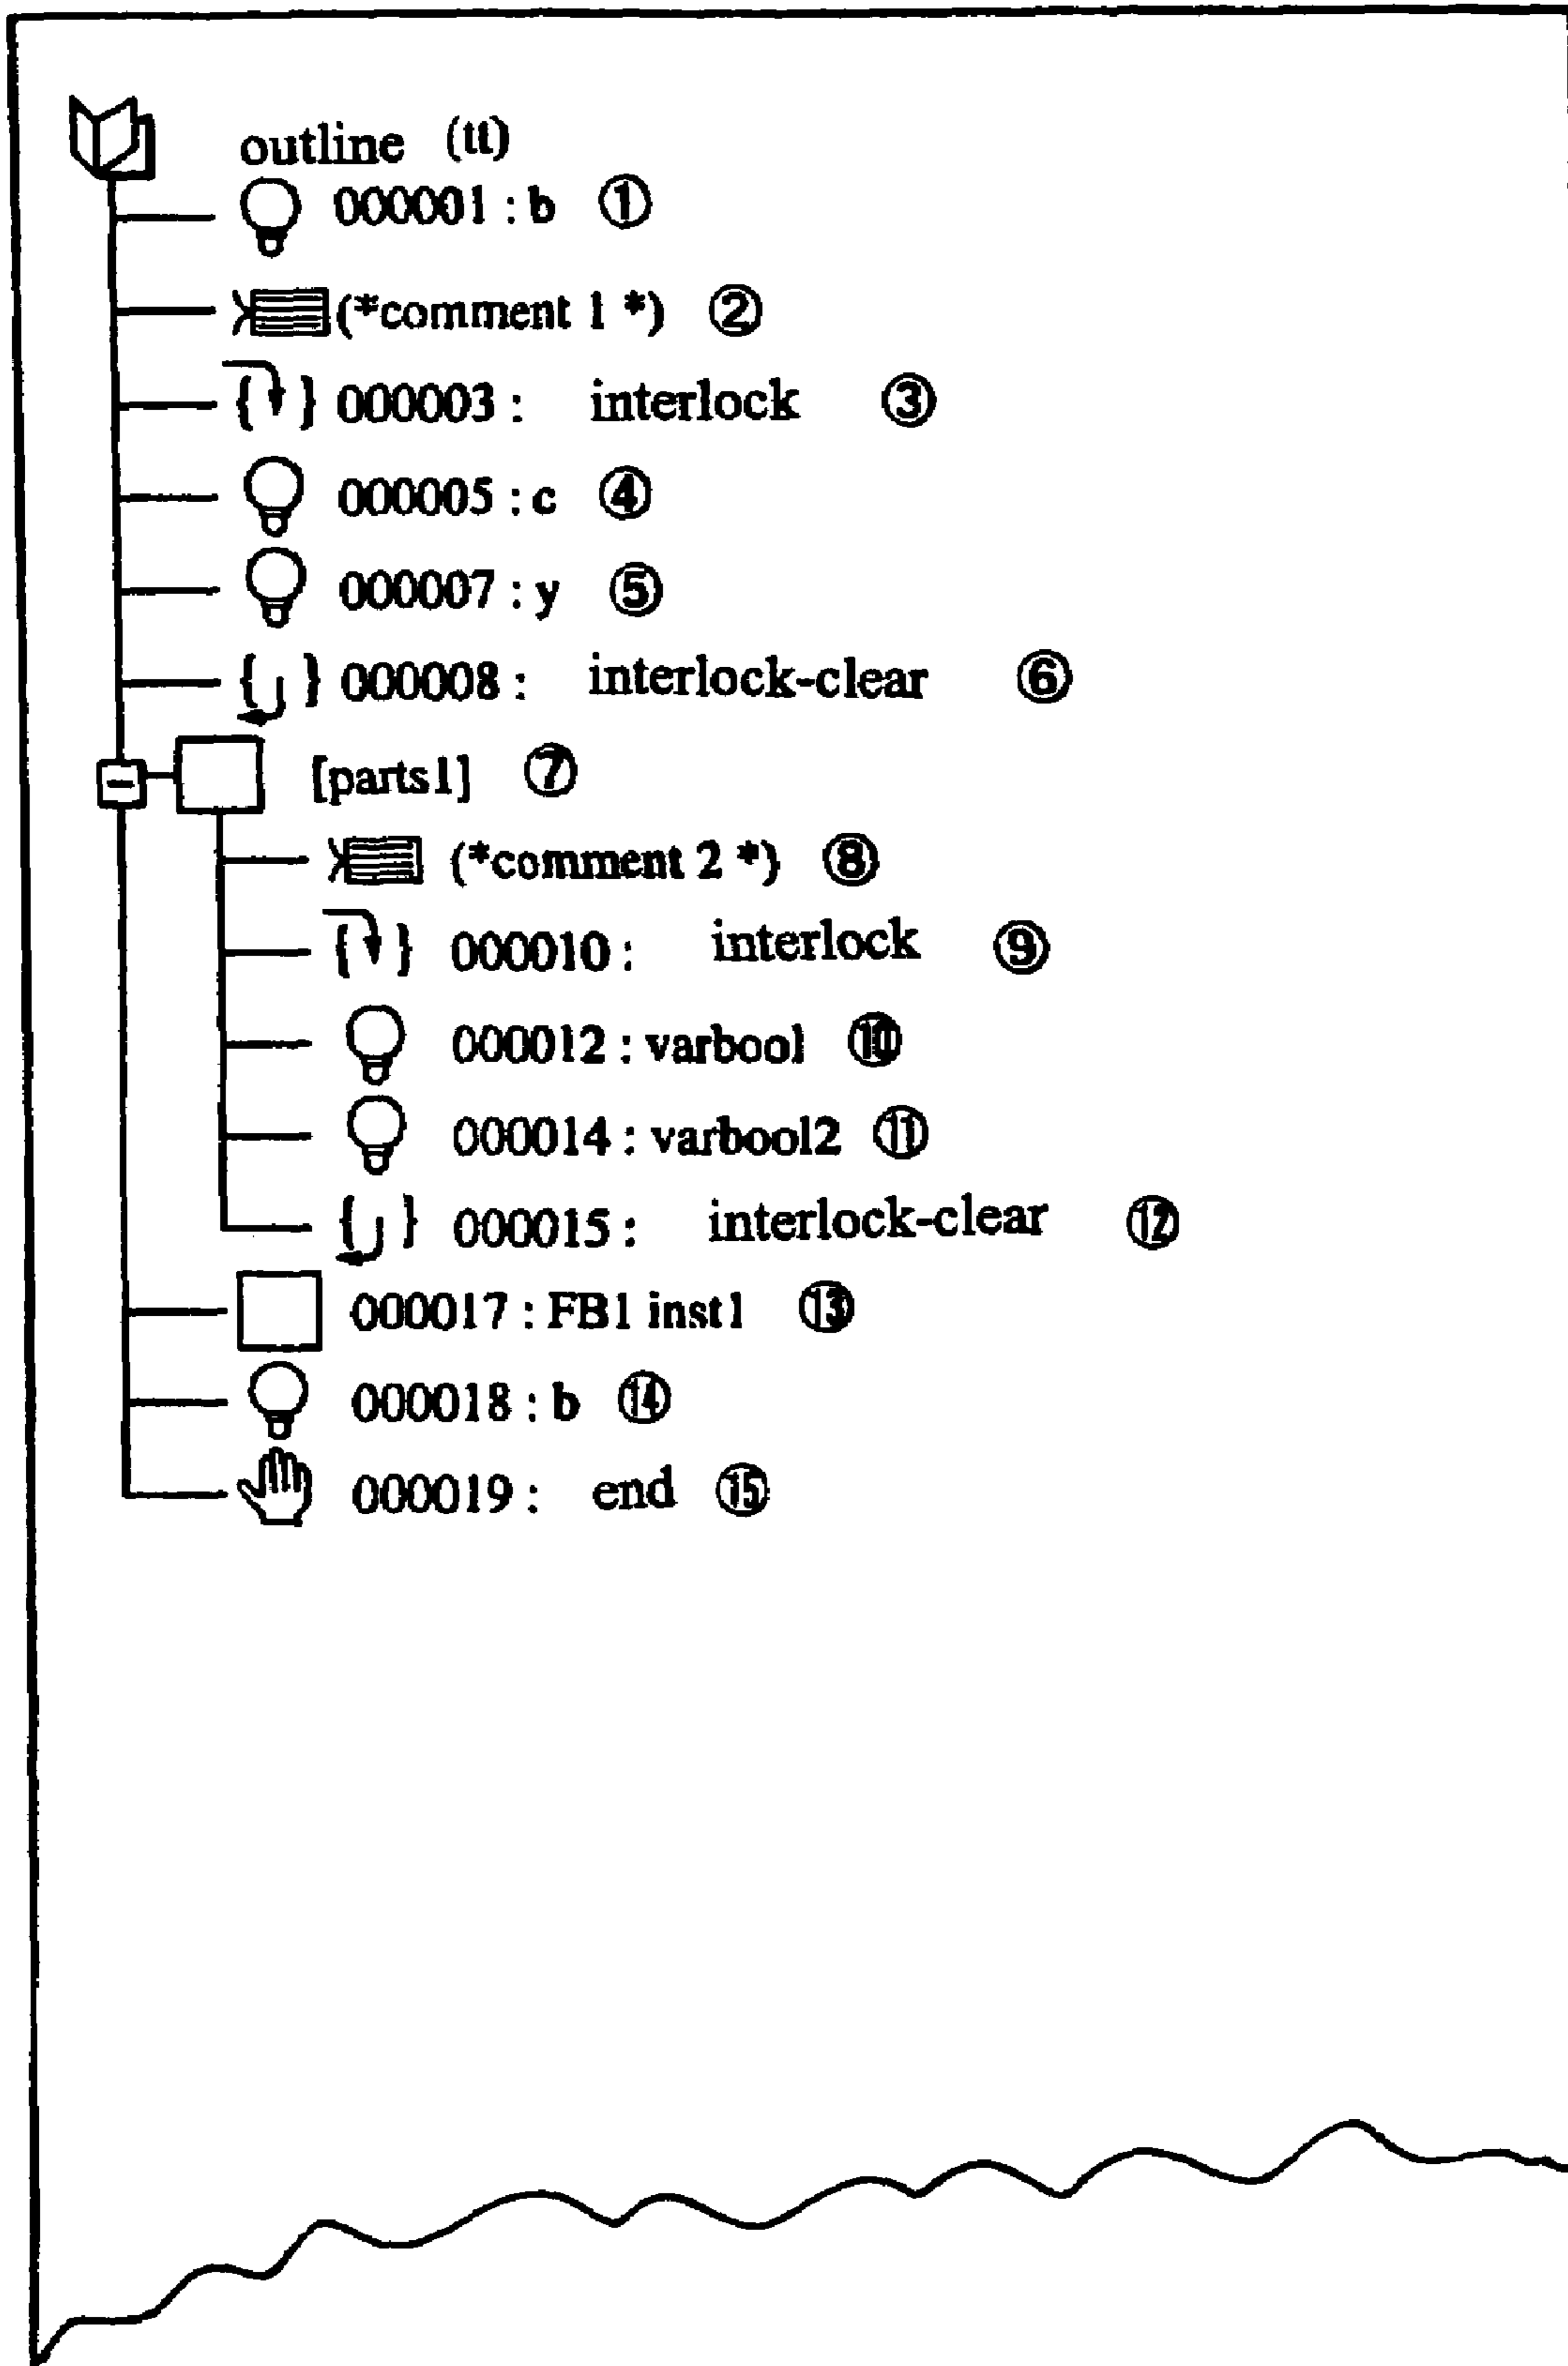 outline (tt)
000001 : b ①
(*comment 1 *) ②
{ } 000003 : interlock ③
000005 : c ④
000007 : y ⑤
{ } 000008 : interlock-clear ⑥
[parts1] ⑦
(*comment 2 *) ⑧
{ } 000010 : interlock ⑨
000012 : varbool ⑩
000014 : varbool2 ⑪
{ } 000015 : interlock-clear ⑫
000017 : FB1 inst1 ⑬
000018 : b ⑭
000019 : end ⑮